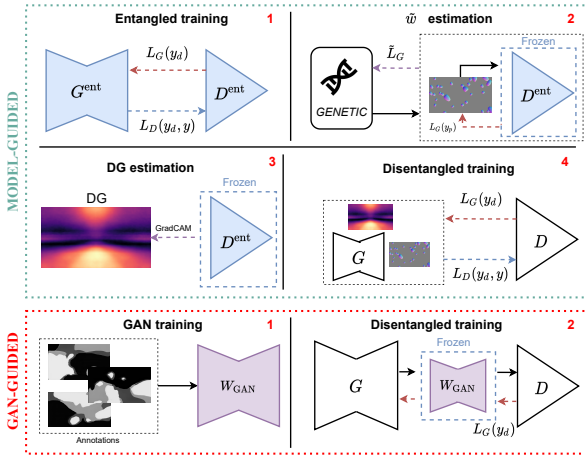 MODEL-GUIDED
Entangled training 1
G^ent
L_G(y_d)
L_D(y_d, y)
D^ent
w̃ estimation 2
GENETIC
L̃_G
Frozen
L_G(y_p)
D^ent
DG estimation 3
DG
GradCAM
Frozen
D^ent
Disentangled training 4
G
L_G(y_d)
L_D(y_d, y)
D
GAN-GUIDED
GAN training 1
Annotations
W_GAN
Disentangled training 2
G
Frozen
W_GAN
L_G(y_d)
D